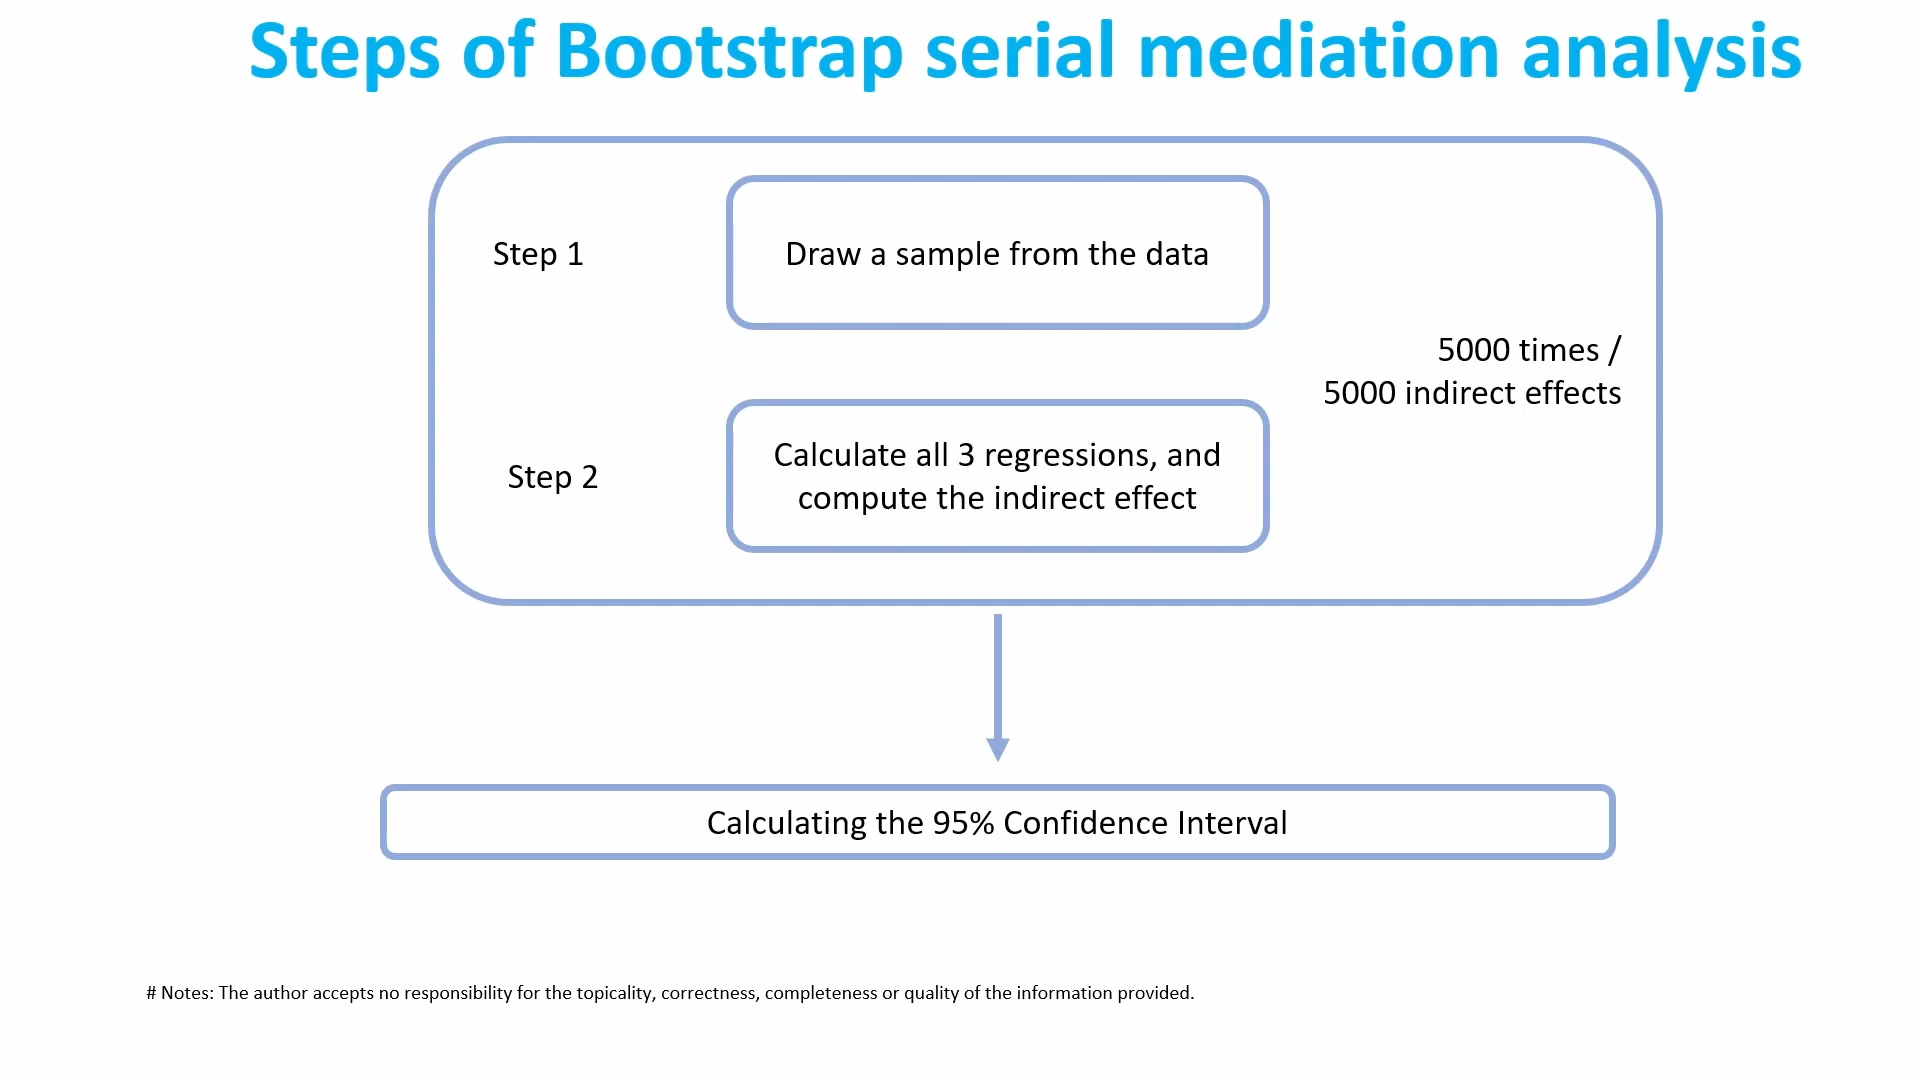 Steps of Bootstrap serial mediation analysis
Step 1
Draw a sample from the data
5000 times /
5000 indirect effects
Step 2
Calculate all 3 regressions, and
compute the indirect effect
Calculating the 95% Confidence Interval
# Notes: The author accepts no responsibility for the topicality, correctness, completeness or quality of the information provided.